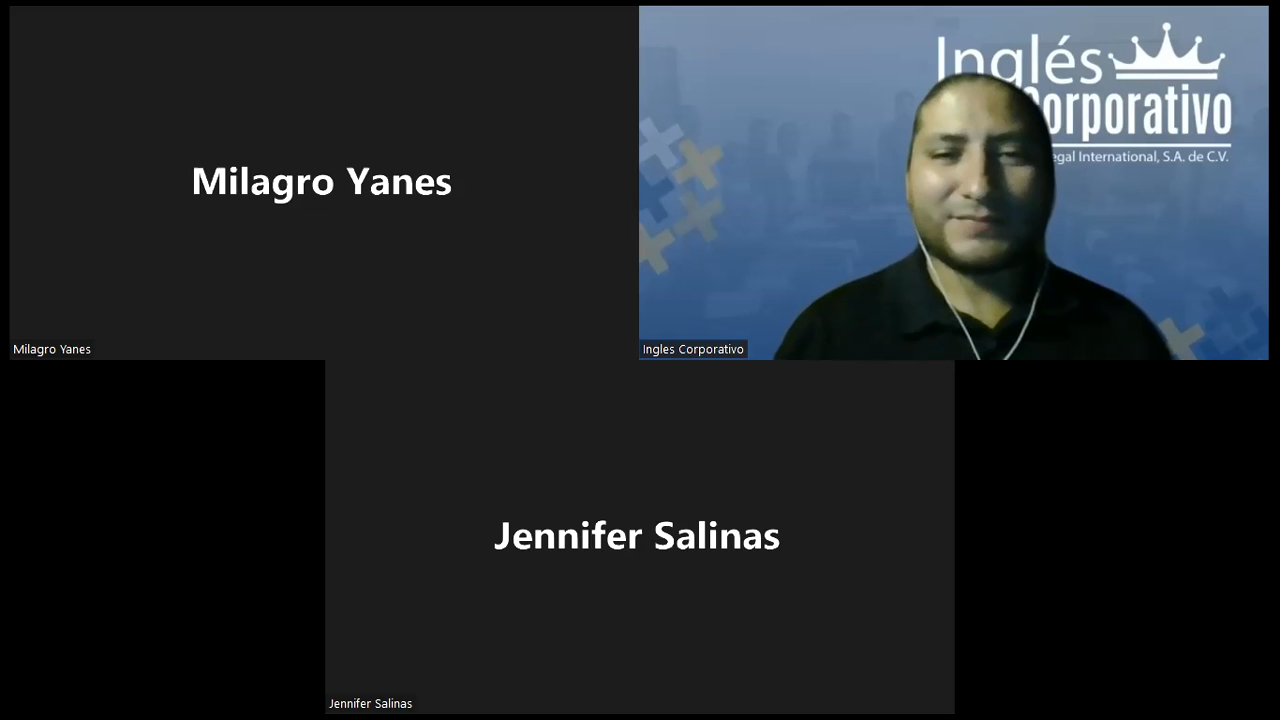 Milagro Yanes
Inglés
Corporativo
egal International, S.A. de C.V.
Milagro Yanes
Ingles Corporativo
Jennifer Salinas
Jennifer Salinas